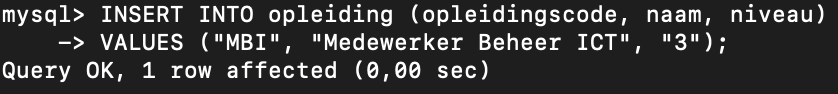 mysql> INSERT INTO opleiding (opleidingscode, naam, niveau)
    -> VALUES ("MBI", "Medewerker Beheer ICT", "3");
Query OK, 1 row affected (0,00 sec)